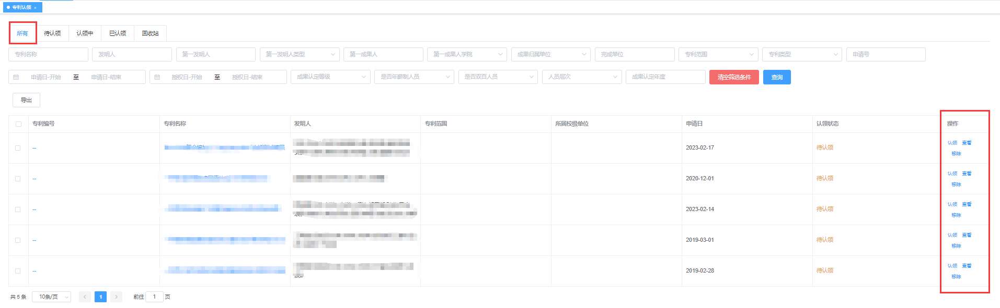 专利认领 ×
所有 待认领 认领中 已认领 回收站
专利名称 发明人 第一发明人 第一发明人类型 第一成果人 第一成果人学院 成果归属单位 完成单位 专利范围 专利类型 申请号
申请日-开始 至 申请日-结束 授权日-开始 至 授权日-结束 成果认定等级 是否年薪制人员 是否双百人员 人员层次 成果认定年度 清空筛选条件 查询
导出
专利编号 专利名称 发明人 专利范围 所属校级单位 申请日 认领状态 操作
-- 2023-02-17 待认领 认领 查看
移除
-- 2020-12-01 待认领 认领 查看
移除
-- 2023-02-14 待认领 认领 查看
移除
-- 2019-03-01 待认领 认领 查看
移除
-- 2019-02-28 待认领 认领 查看
移除
共 5 条 10条/页 < 1 > 前往 1 页